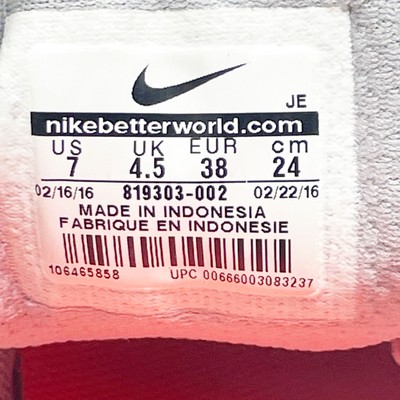 JE
nikebetterworld.com
US UK EUR cm
7 4.5 38 24
02/16/16 819303-002 02/22/16
MADE IN INDONESIA
FABRIQUE EN INDONESIE
106465858 UPC 00666003083237